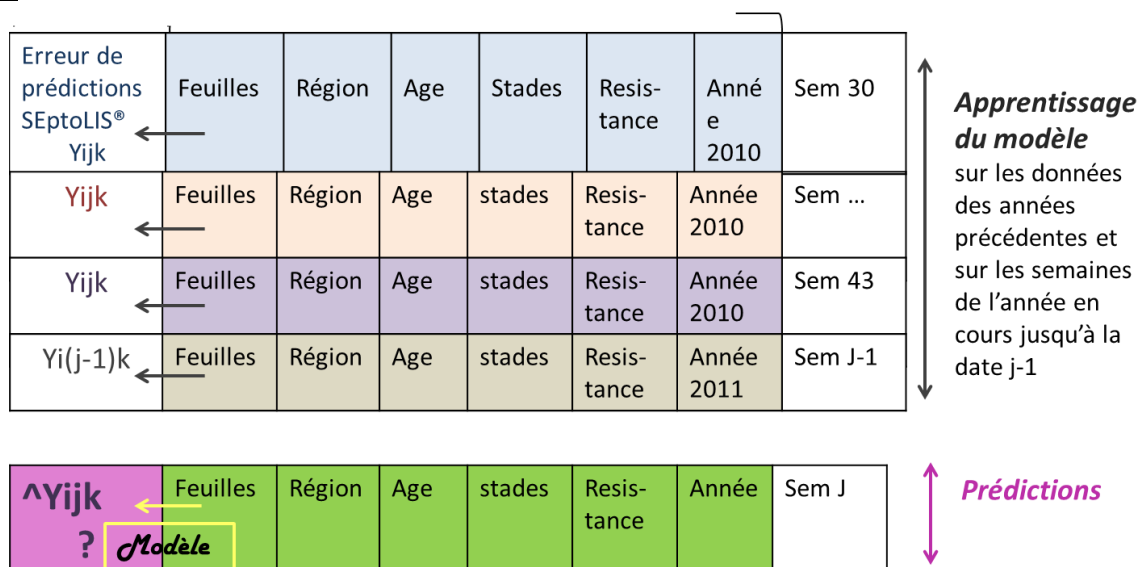 Erreur de
prédictions
SEptoLIS®
Yijk
Feuilles
Région
Age
Stades
Resis-
tance
Anné
e
2010
Sem 30
Yijk
Feuilles
Région
Age
stades
Resis-
tance
Année
2010
Sem ...
Yijk
Feuilles
Région
Age
stades
Resis-
tance
Année
2010
Sem 43
Yi(j-1)k
Feuilles
Région
Age
stades
Resis-
tance
Année
2011
Sem J-1
Apprentissage
du modèle
sur les données
des années
précédentes et
sur les semaines
de l'année en
cours jusqu'à la
date j-1
^Yijk
?
Modèle
Feuilles
Région
Age
stades
Resis-
tance
Année
Sem J
Prédictions